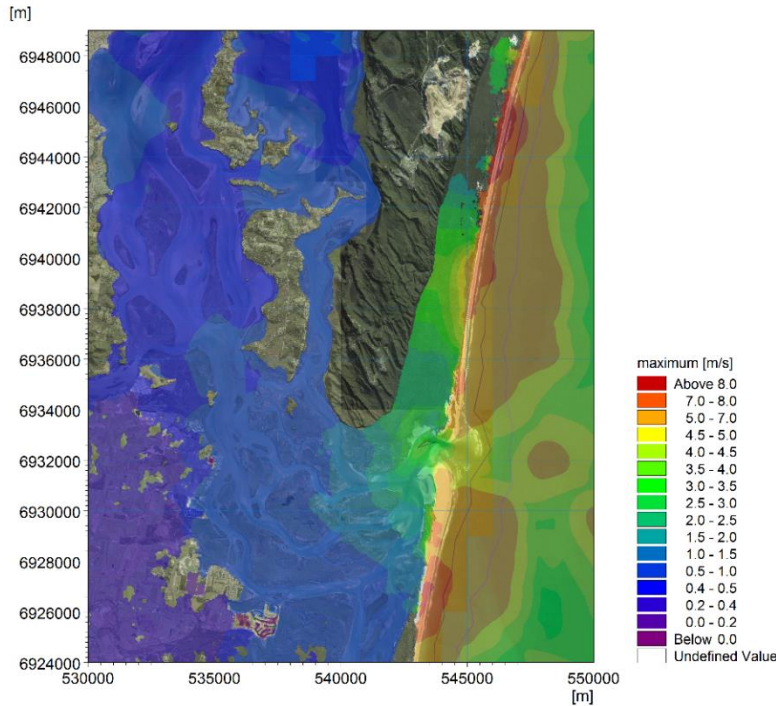 [m]
6948000
6946000
6944000
6942000
6940000
6938000
6936000
6934000
6932000
6930000
6928000
6926000
6924000
530000 535000 540000 545000 550000
[m]
maximum [m/s]
Above 8.0
7.0 - 8.0
5.0 - 7.0
4.5 - 5.0
4.0 - 4.5
3.5 - 4.0
3.0 - 3.5
2.5 - 3.0
2.0 - 2.5
1.5 - 2.0
1.0 - 1.5
0.5 - 1.0
0.4 - 0.5
0.2 - 0.4
0.0 - 0.2
Below 0.0
Undefined Value